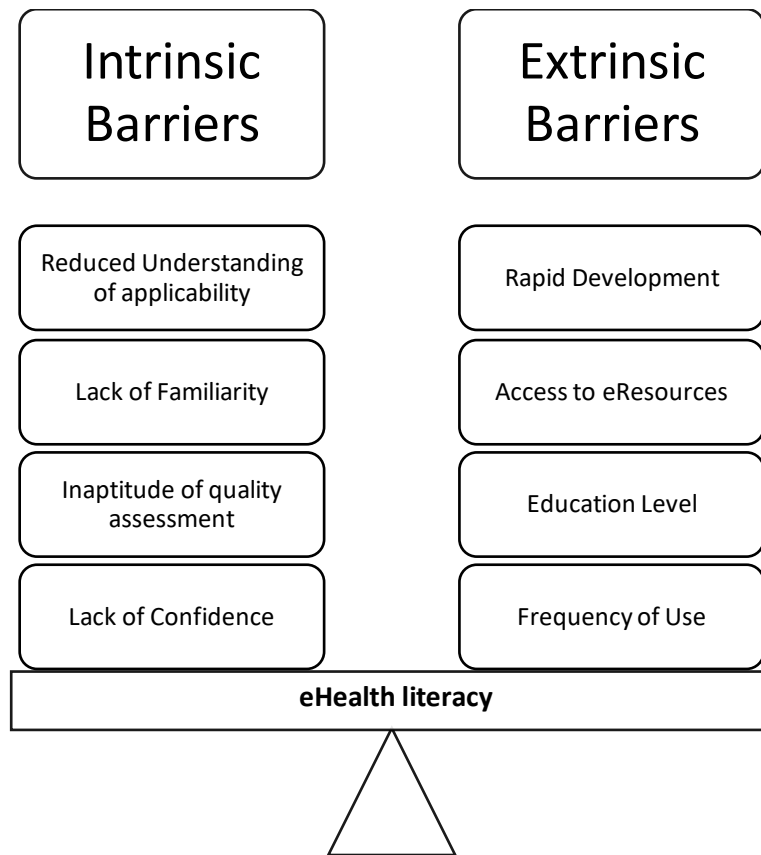 Intrinsic
Barriers
Reduced Understanding
of applicability
Lack of Familiarity
Inaptitude of quality
assessment
Lack of Confidence
Extrinsic
Barriers
Rapid Development
Access to eResources
Education Level
Frequency of Use
eHealth literacy